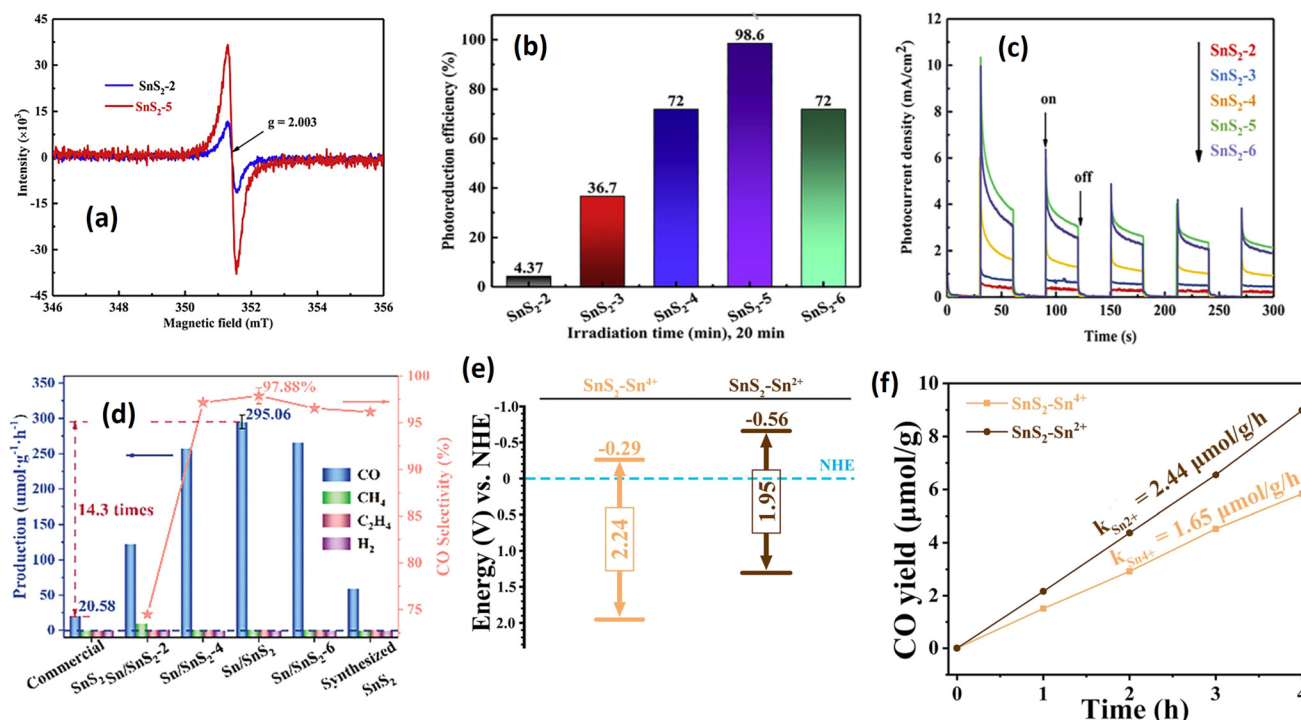 (a)
SnS₂-2
SnS₂-5
g = 2.003
Intensity (×10³)
45
30
15
0
-15
-30
-45
346
348
350
352
354
356
Magnetic field (mT)
(b)
Photoreduction efficiency (%)
100
80
60
40
20
0
4.37
36.7
72
98.6
72
SnS₂-2
SnS₂-3
SnS₂-4
SnS₂-5
SnS₂-6
Irradiation time (min), 20 min
(c)
Photocurrent density (mA/cm²)
12
10
8
6
4
2
0
on
off
SnS₂-2
SnS₂-3
SnS₂-4
SnS₂-5
SnS₂-6
0
50
100
150
200
250
300
Time (s)
(d)
Production (umol·g⁻¹·h⁻¹)
350
300
250
200
150
100
50
0
14.3 times
20.58
295.06
97.88%
CO
CH₄
C₂H₄
H₂
100
95
90
85
80
75
CO Selectivity (%)
Commercial
SnS₂
Sn/SnS₂-2
Sn/SnS₂-4
Sn/SnS₂
Sn/SnS₂-6
Synthesized
SnS₂
(e)
SnS₂-Sn⁴⁺
SnS₂-Sn²⁺
Energy (V) vs. NHE
-1.0
-0.5
0
0.5
1.0
1.5
2.0
-0.29
-0.56
NHE
2.24
1.95
(f)
SnS₂-Sn⁴⁺
SnS₂-Sn²⁺
CO yield (μmol/g)
10
8
6
4
2
0
k Sn2+ = 2.44 μmol/g/h
k Sn4+ = 1.65 μmol/g/h
0
1
2
3
4
Time (h)